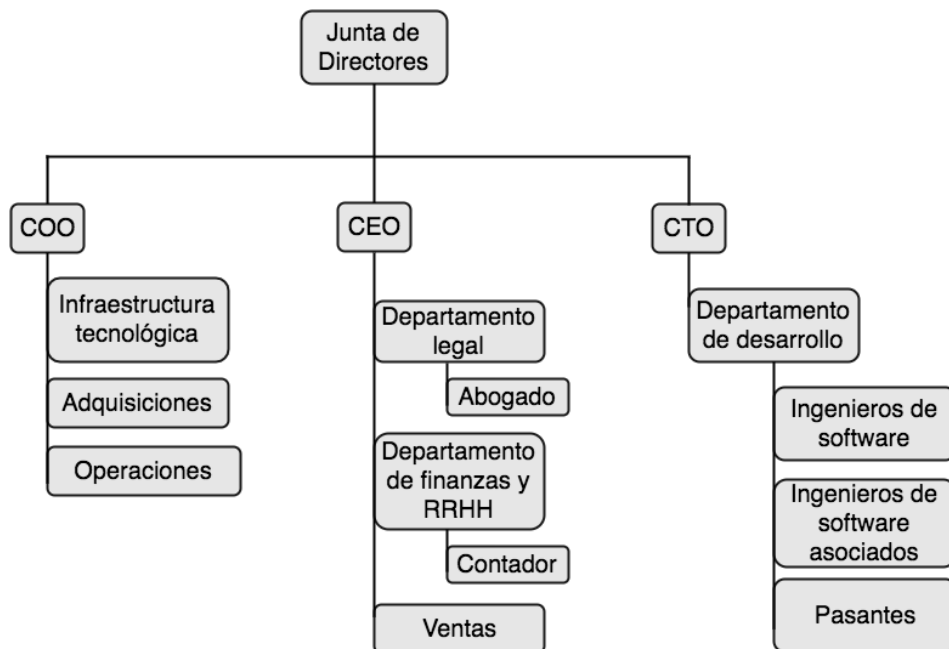 Junta de
Directores
COO
CEO
CTO
Infraestructura
tecnológica
Adquisiciones
Operaciones
Departamento
legal
Abogado
Departamento
de finanzas y
RRHH
Contador
Ventas
Departamento
de desarrollo
Ingenieros de
software
Ingenieros de
software
asociados
Pasantes